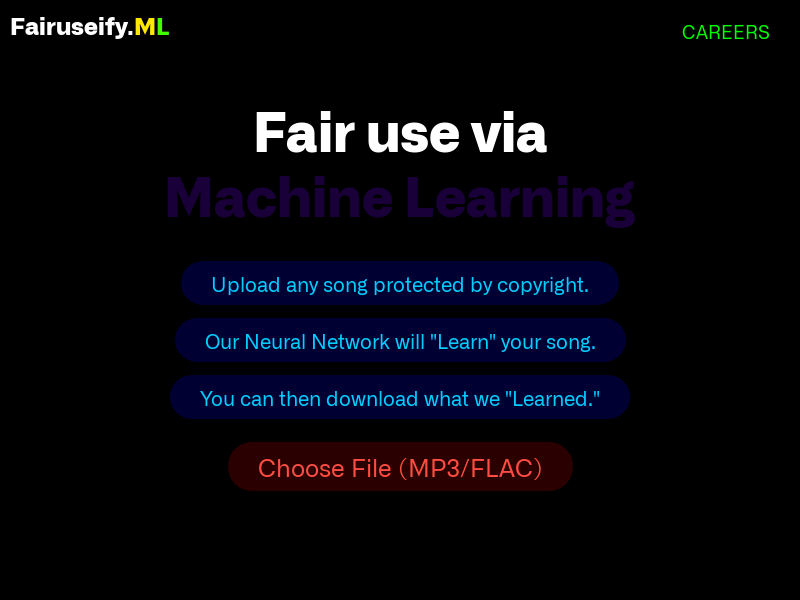 Fairuseify.ML
CAREERS
Fair use via
Machine Learning
Upload any song protected by copyright.
Our Neural Network will "Learn" your song.
You can then download what we "Learned."
Choose File (MP3/FLAC)